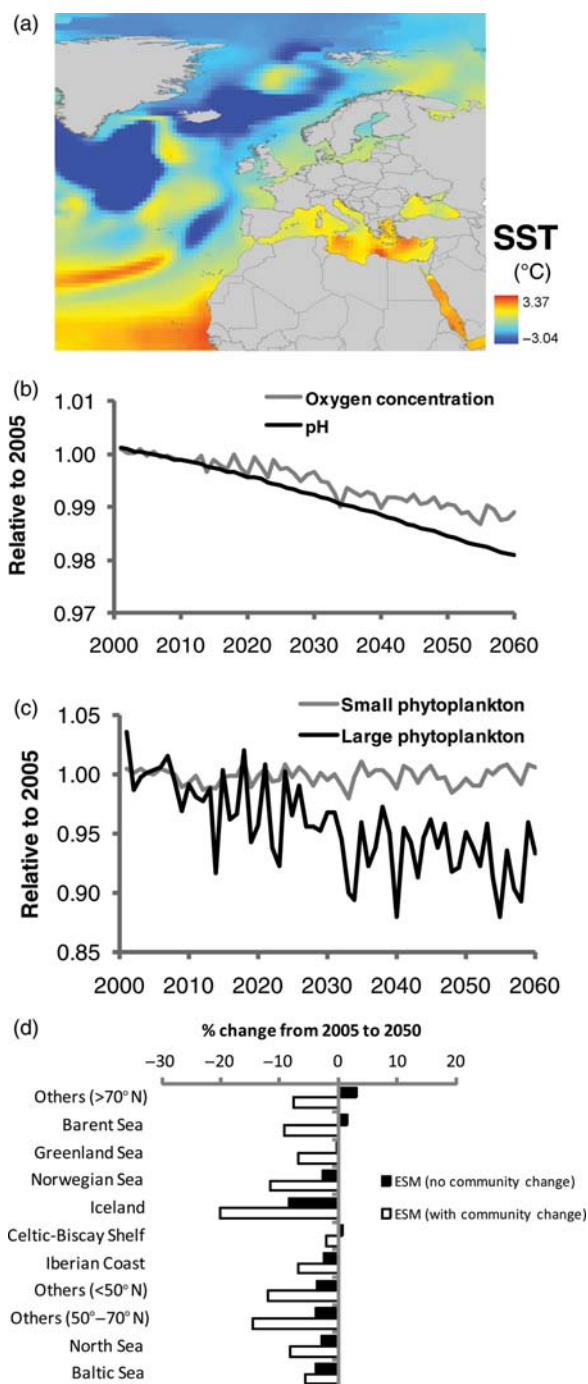 (a)
SST
(°C)
3.37
−3.04
(b)
1.01
Oxygen concentration
pH
1.00
0.99
0.98
0.97
Relative to 2005
2000 2010 2020 2030 2040 2050 2060
(c)
1.05
Small phytoplankton
Large phytoplankton
1.00
0.95
0.90
0.85
Relative to 2005
2000 2010 2020 2030 2040 2050 2060
(d)
% change from 2005 to 2050
−30 −20 −10 0 10 20
Others (>70° N)
Barent Sea
Greenland Sea
Norwegian Sea
Iceland
Celtic-Biscay Shelf
Iberian Coast
Others (<50° N)
Others (50°–70° N)
North Sea
Baltic Sea
ESM (no community change)
ESM (with community change)